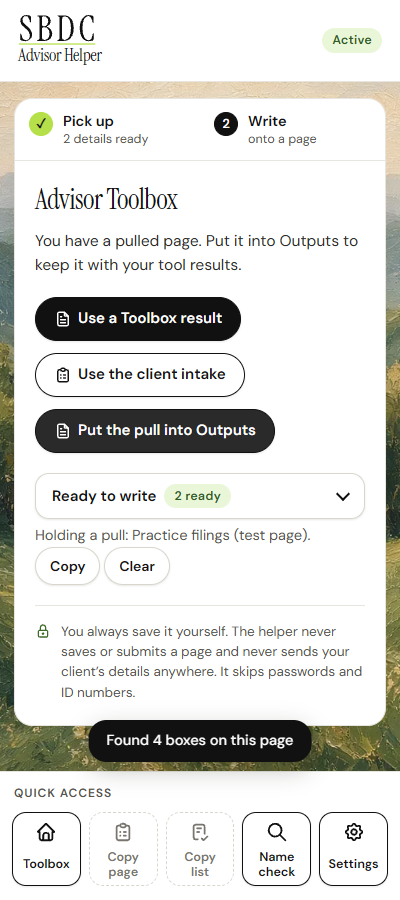 SBDC
Advisor Helper
Active
✓ Pick up
2 details ready
2 Write
onto a page
Advisor Toolbox
You have a pulled page. Put it into Outputs to
keep it with your tool results.
Use a Toolbox result
Use the client intake
Put the pull into Outputs
Ready to write 2 ready
Holding a pull: Practice filings (test page).
Copy Clear
You always save it yourself. The helper never
saves or submits a page and never sends your
client’s details anywhere. It skips passwords and
ID numbers.
Found 4 boxes on this page
QUICK ACCESS
Toolbox
Copy
page
Copy
list
Name
check
Settings